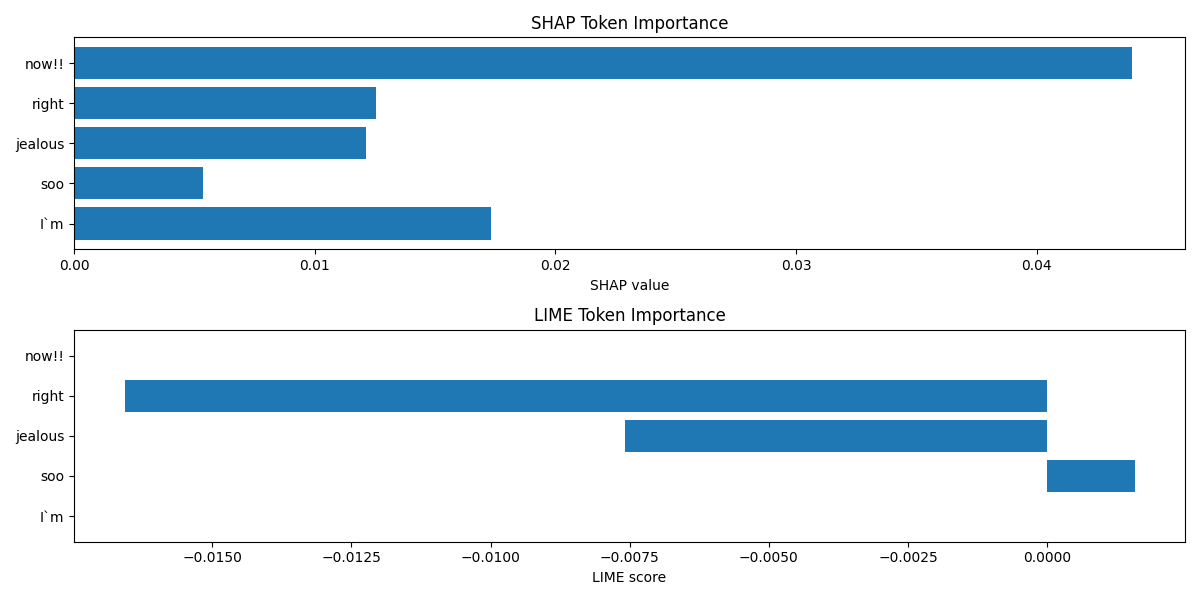 SHAP Token Importance
now!!
right
jealous
soo
I`m
0.00 0.01 0.02 0.03 0.04
SHAP value
LIME Token Importance
now!!
right
jealous
soo
I`m
−0.0150 −0.0125 −0.0100 −0.0075 −0.0050 −0.0025 0.0000
LIME score